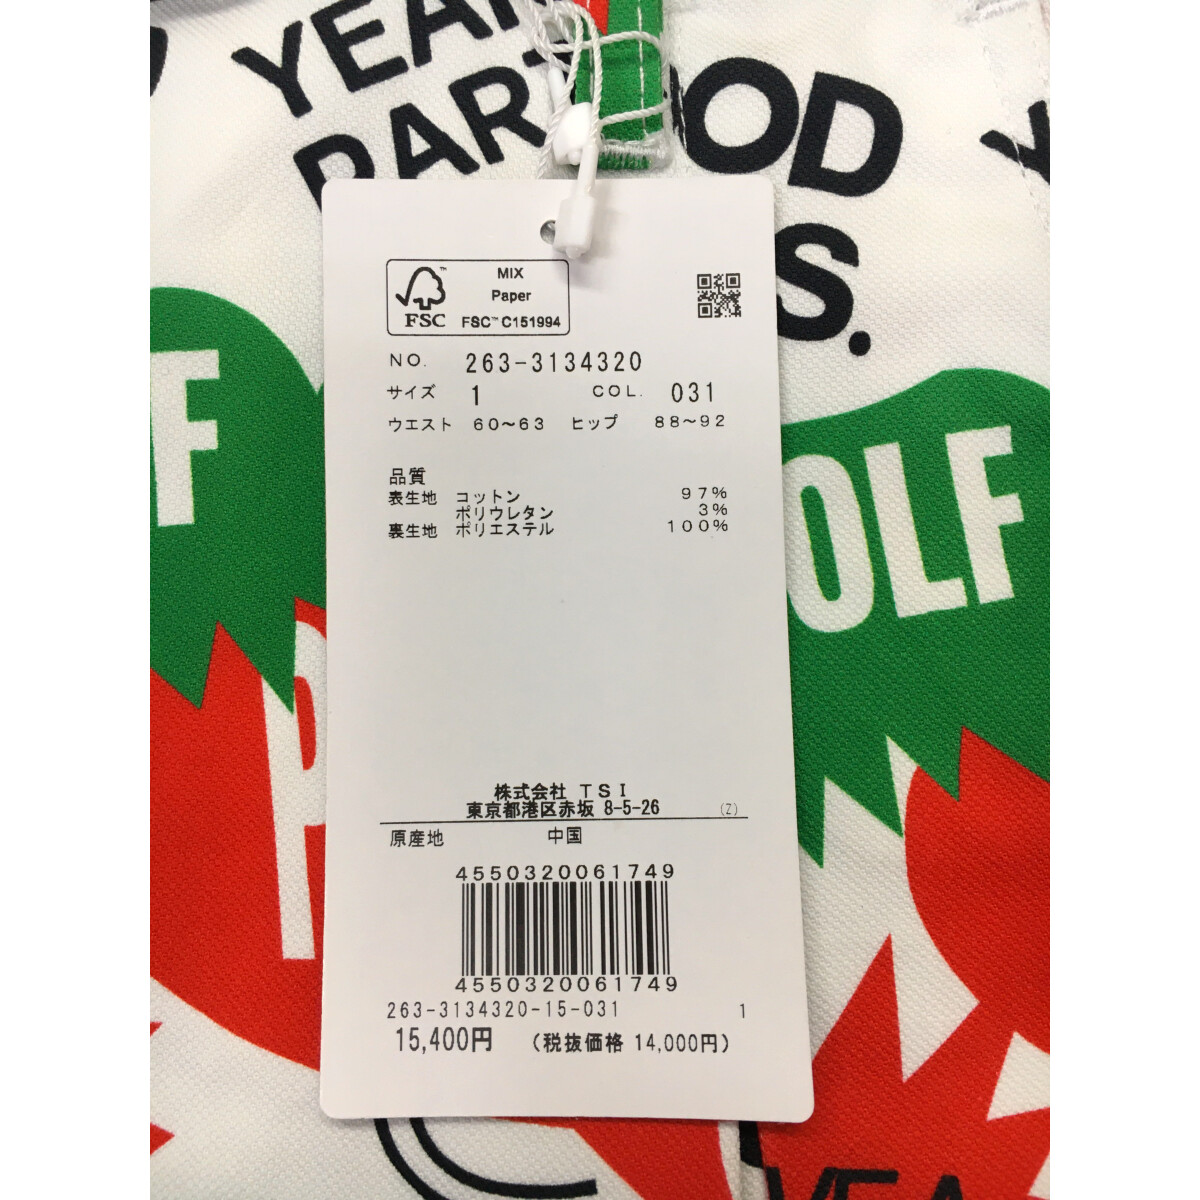 YEAR
PAR OOD
S.
MIX
Paper
FSC
FSC™ C151994
NO. 263-3134320
サイズ 1 COL. 031
ウエスト 60～63 ヒップ 88～92
品質
表生地 コットン 97%
ポリウレタン 3%
裏生地 ポリエステル 100%
株式会社 TSI
東京都港区赤坂 8-5-26 (Z)
原産地 中国
4550320061749
4550320061749
263-3134320-15-031 1
15,400円 (税抜価格 14,000円)
F
OLF
P
YEA